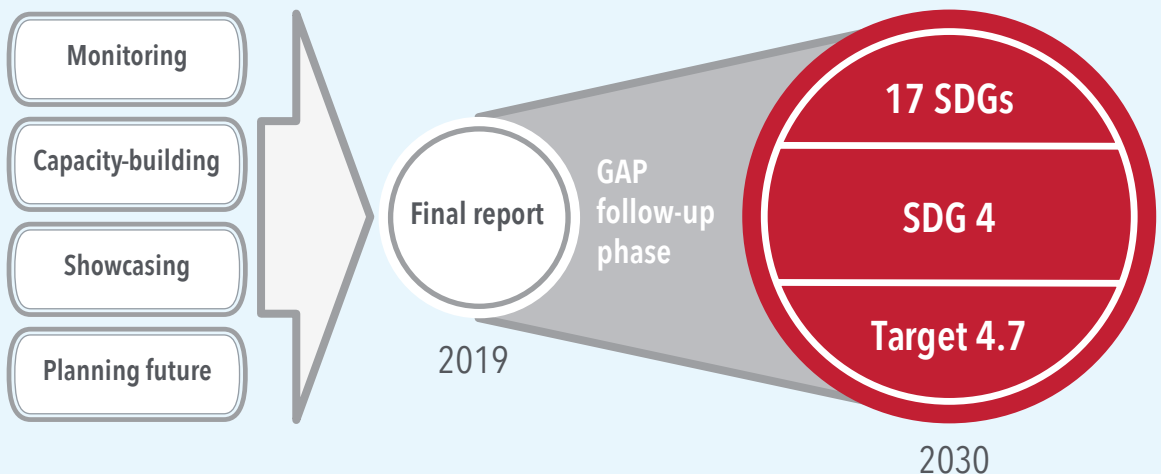 Monitoring
Capacity-building
Showcasing
Planning future
Final report
2019
GAP
follow-up
phase
17 SDGs
SDG 4
Target 4.7
2030